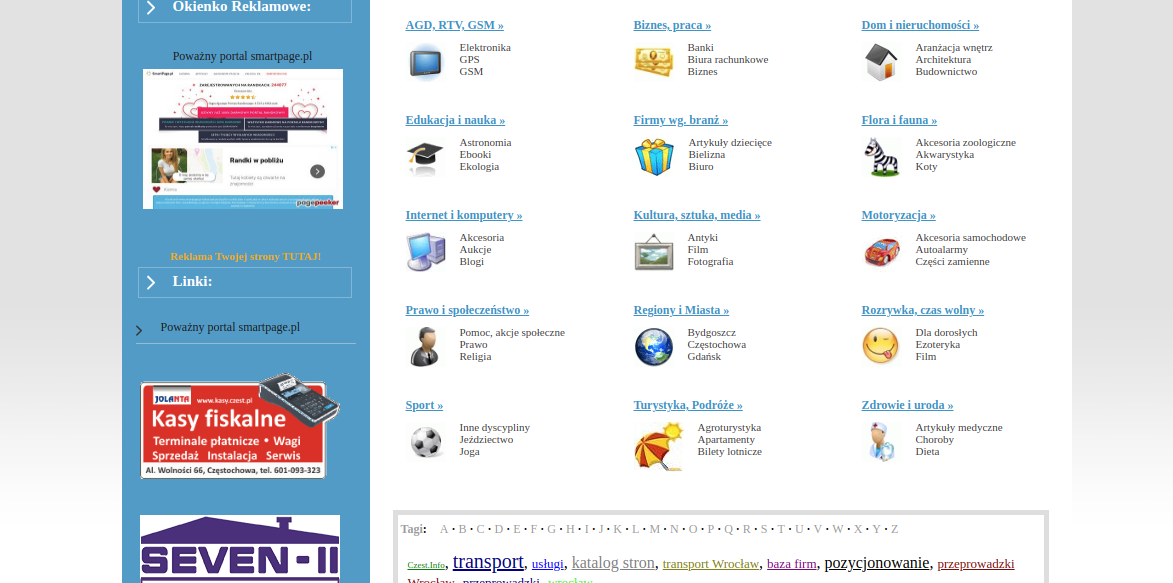 Okienko Reklamowe:
Poważny portal smartpage.pl
Randki w pobliżu
pagepeeker
Reklama Twojej strony TUTAJ!
Linki:
Poważny portal smartpage.pl
JOLANTA
www.kasy.czest.pl
Kasy fiskalne
Terminale płatnicze • Wagi
Sprzedaż Instalacja Serwis
Al. Wolności 66, Częstochowa, tel. 601-093-323
SEVEN-II
AGD, RTV, GSM »
Elektronika
GPS
GSM
Biznes, praca »
Banki
Biura rachunkowe
Biznes
Dom i nieruchomości »
Aranżacja wnętrz
Architektura
Budownictwo
Edukacja i nauka »
Astronomia
Ebooki
Ekologia
Firmy wg. branż »
Artykuły dziecięce
Bielizna
Biuro
Flora i fauna »
Akcesoria zoologiczne
Akwarystyka
Koty
Internet i komputery »
Akcesoria
Aukcje
Blogi
Kultura, sztuka, media »
Antyki
Film
Fotografia
Motoryzacja »
Akcesoria samochodowe
Autoalarmy
Części zamienne
Prawo i społeczeństwo »
Pomoc, akcje społeczne
Prawo
Religia
Regiony i Miasta »
Bydgoszcz
Częstochowa
Gdańsk
Rozrywka, czas wolny »
Dla dorosłych
Ezoteryka
Film
Sport »
Inne dyscypliny
Jeździectwo
Joga
Turystyka, Podróże »
Agroturystyka
Apartamenty
Bilety lotnicze
Zdrowie i uroda »
Artykuły medyczne
Choroby
Dieta
Tagi: A · B · C · D · E · F · G · H · I · J · K · L · M · N · O · P · Q · R · S · T · U · V · W · X · Y · Z
Czest.Info, transport, usługi, katalog stron, transport Wrocław, baza firm, pozycjonowanie, przeprowadzki
Wrocław, przeprowadzki, wrocław